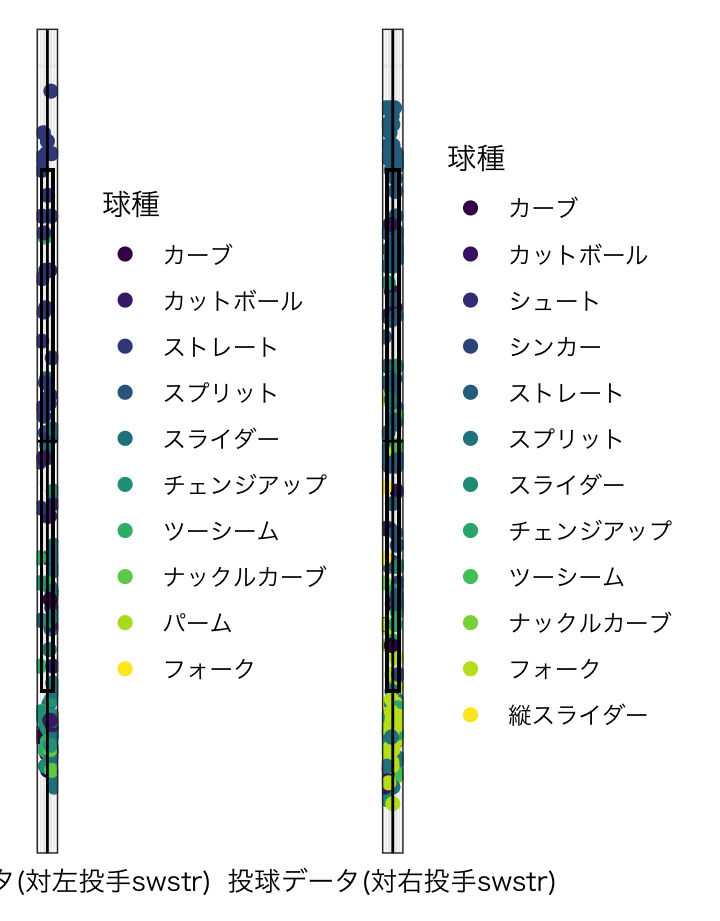 球種
カーブ
カットボール
ストレート
スプリット
スライダー
チェンジアップ
ツーシーム
ナックルカーブ
パーム
フォーク
球種
カーブ
カットボール
シュート
シンカー
ストレート
スプリット
スライダー
チェンジアップ
ツーシーム
ナックルカーブ
フォーク
縦スライダー
タ(対左投手swstr)
投球データ(対右投手swstr)